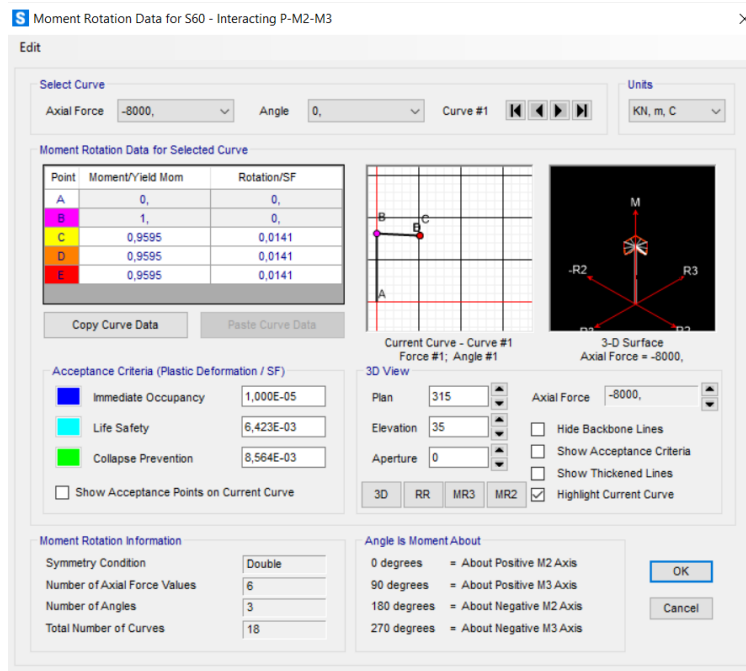 S Moment Rotation Data for S60 - Interacting P-M2-M3
Edit
Select Curve
Axial Force -8000, Angle 0, Curve #1
Units
KN, m, C
Moment Rotation Data for Selected Curve
Point Moment/Yield Mom Rotation/SF
A 0, 0,
B 1, 0,
C 0,9595 0,0141
D 0,9595 0,0141
E 0,9595 0,0141
Copy Curve Data Paste Curve Data
B C
E
A
Current Curve - Curve #1
Force #1; Angle #1
M
-R2 R3
3-D Surface
Axial Force = -8000,
Acceptance Criteria (Plastic Deformation / SF)
Immediate Occupancy 1,000E-05
Life Safety 6,423E-03
Collapse Prevention 8,564E-03
Show Acceptance Points on Current Curve
3D View
Plan 315
Elevation 35
Aperture 0
3D RR MR3 MR2
Axial Force -8000,
Hide Backbone Lines
Show Acceptance Criteria
Show Thickened Lines
Highlight Current Curve
Moment Rotation Information
Symmetry Condition Double
Number of Axial Force Values 6
Number of Angles 3
Total Number of Curves 18
Angle Is Moment About
0 degrees = About Positive M2 Axis
90 degrees = About Positive M3 Axis
180 degrees = About Negative M2 Axis
270 degrees = About Negative M3 Axis
OK
Cancel